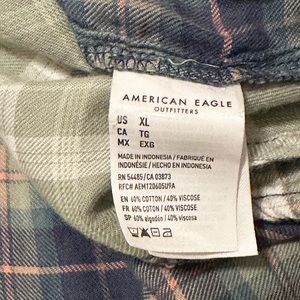 AMERICAN EAGLE
OUTFITTERS
US XL
CA TG
MX EXG
MADE IN INDONESIA / FABRIQUÉ EN
INDONÉSIE / HECHO EN INDONESIA
RN 54485/CA 03873
RFC# AEM120605U9A
EN 60% COTTON / 40% VISCOSE
FR 60% COTON / 40% VISCOSE
SP 60% algodón / 40% viscosa